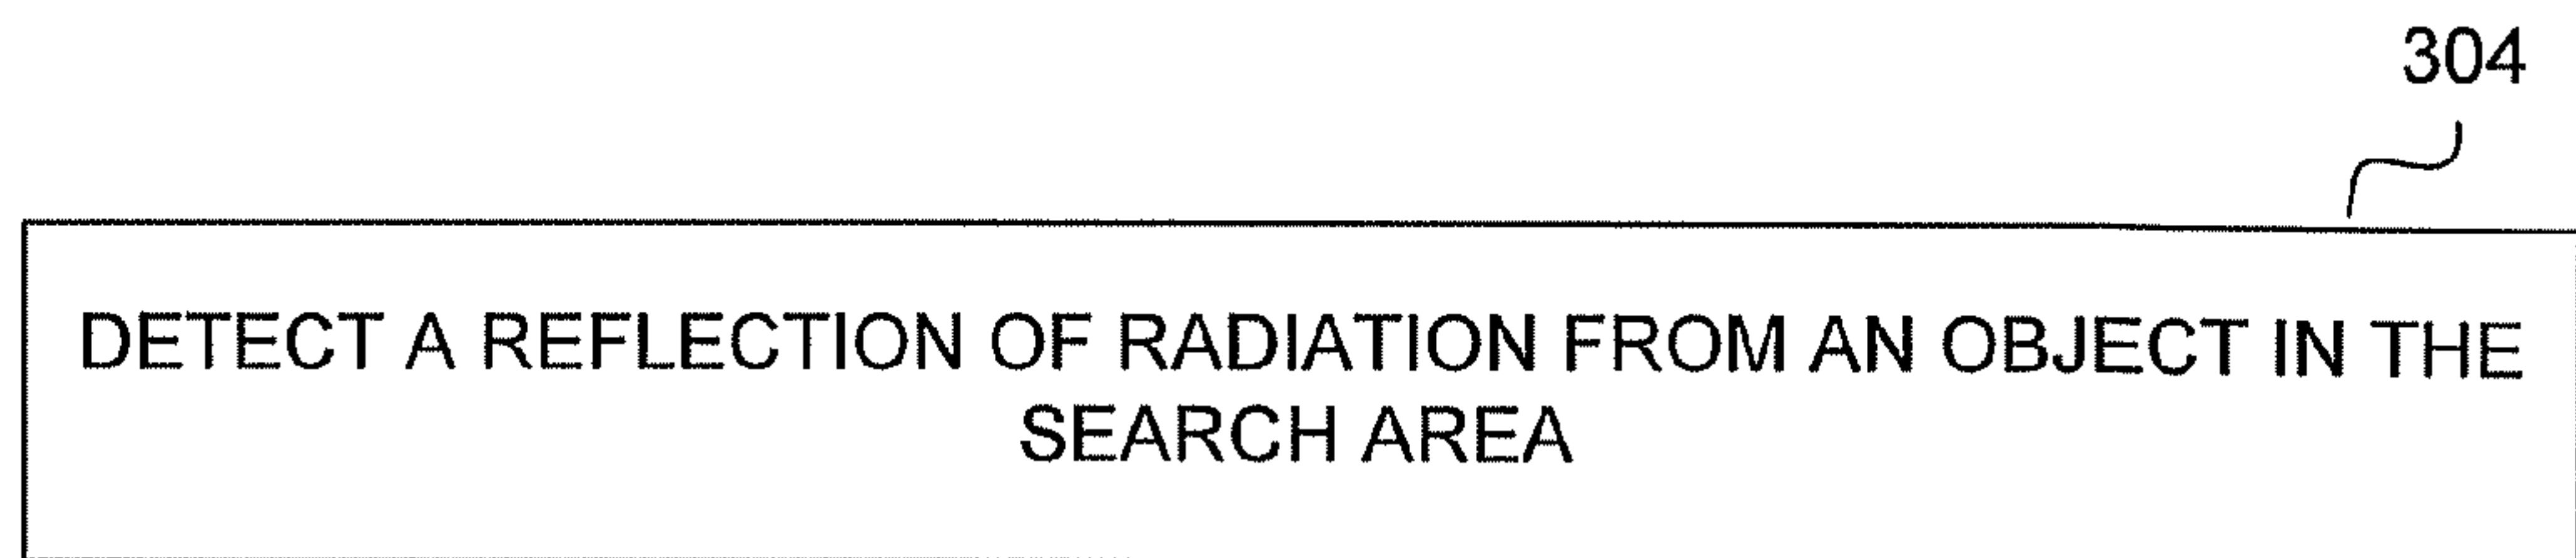 304
DETECT A REFLECTION OF RADIATION FROM AN OBJECT IN THE
SEARCH AREA